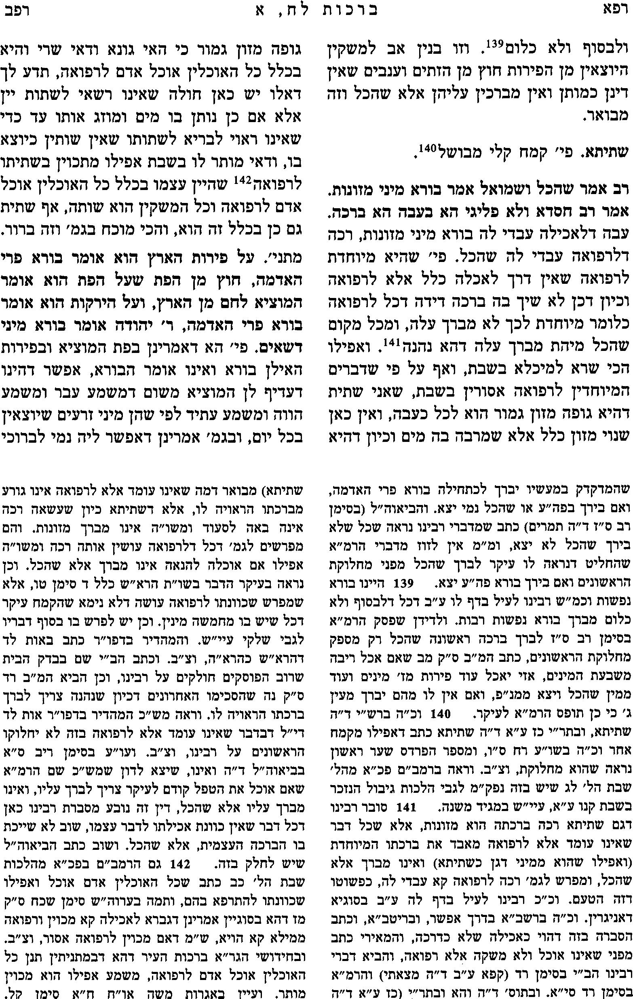 רפא
ברכות לח, א
רפב
ולבסוף ולא כלום139. וזו בנין אב למשקין
היוצאין מן הפירות חוץ מן הזתים וענבים שאין
דינן כמותן ואין מברכין עליהן אלא שהכל וזה
מבואר.
שתיתא. פי' קמח קלי מבושל140.
רב אמר שהכל ושמואל אמר בורא מיני מזונות.
אמר רב חסדא ולא פליגי הא בעבה הא ברכה.
עבה דלאכילה עבדי לה בורא מיני מזונות, רכה
דלרפואה עבדי לה שהכל. פי' שהיא מיוחדת
לרפואה שאין דרך לאכלה כלל אלא לרפואה
וכיון דכן לא שיך בה ברכה דידה דכל לרפואה
כלומר מיוחדת לכך לא מברך עלה, ומכל מקום
שהכל מיהת מברך עלה דהא נהנה141. ואפילו
הכי שרא למיכלא בשבת, ואף על פי שדברים
המיוחדין לרפואה אסורין בשבת, שאני שתית
דהיא גופה מזון גמור הוא לכל כעבה, ואין כאן
שנוי מזון כלל אלא שמרבה בה מים וכיון דהיא
גופה מזון גמור כי האי גונא ודאי שרי והיא
בכלל כל האוכלין אוכל אדם לרפואה, תדע לך
דאלו יש כאן חולה שאינו רשאי לשתות יין
אלא אם כן נותן בו מים ומוזג אותו עד כדי
שאינו ראוי לבריא לשתותו שאין שותין כיוצא
בו, ודאי מותר לו בשבת אפילו מתכוין בשתיתו
לרפואה142 שהיין עצמו בכלל כל האוכלין אוכל
אדם לרפואה וכל המשקין הוא שותה, אף שתית
גם כן בכלל זה הוא, והכי מוכח בגמ' וזה ברור.
מתני'. על פירות הארץ הוא אומר בורא פרי
האדמה, חוץ מן הפת שעל הפת הוא אומר
המוציא לחם מן הארץ, ועל הירקות הוא אומר
בורא פרי האדמה, ר' יהודה אומר בורא מיני
דשאים. פי' הא דאמרינן בפת המוציא ובפירות
האילן בורא ואינו אומר הבורא, אפשר דהינו
דעדיף לן המוציא משום דמשמע עבר ומשמע
הווה ומשמע עתיד לפי שהן מיני זרעים שיוצאין
בכל יום, ובגמ' אמרינן דאפשר ליה נמי לברוכי
שהמדקדק במעשיו יברך לכתחילה בורא פרי האדמה,
ואם בירך בפה"ע או שהכל נמי יצא. והביאוה"ל (בסימן
רב ס"ז ד"ה תמרים) כתב שמדברי רבינו נראה שכל שלא
בירך שהכל לא יצא, ומ"מ אין לזוז מדברי הרמ"א
שהחליט דנראה לו עיקר לברך שהכל מפני מחלוקת
הראשונים ואם בירך בורא פה"ע יצא. 139 היינו בורא
נפשות וכמ"ש רבינו לעיל בדף לו ע"ב דכל דלבסוף ולא
כלום מברך בורא נפשות רבות. ולדידן שפסק הרמ"א
בסימן רב ס"ז לברך ברכה ראשונה שהכל רק מספק
מחלוקת הראשונים, כתב המ"ב ס"ק מב שאם אכל ריבה
משבעת המינים, אזי יאכל עוד פירות מז' מינים ועוד
ממין שהכל ויצא ממנ"פ, ואם אין לו מהם יברך מעין
ג' כי כן תופס הרמ"א לעיקר. 140 וכ"ה ברש"י ד"ה
שתיתא, ובתר"י כז ע"א ד"ה שתיתא כתב דאפילו מקמח
אחר וכ"ה בשו"ע רח ס"ו, ומספר הפרדס שער ראשון
נראה שהוא מחלוקת, וצ"ב. וראה ברמב"ם פכ"א מהל'
שבת הל' לג שיש בזה נפק"מ לגבי הלכות גיבול הנזכר
בשבת קנו ע"א, עיי"ש במגיד משנה. 141 סובר רבינו
דגם שתיתא רכה ברכתה הוא מזונות, אלא שכל דבר
שאינו עומד אלא לרפואה מאבד את ברכתו המיוחדת
(ואפילו שהוא ממיני דגן כשתיתא) ואינו מברך אלא
שהכל, ומפרש לגמ' רכה לרפואה קא עבדי לה, כפשוטו
דזה הטעם. וכ"כ רבינו לעיל בדף לה ע"ב בסוגיא
דאניגרין. וכ"ה ברשב"א בדרך אפשר, ובריטב"א, וכתב
הסברה בזה דהוי כאכילה שלא כדרכה, והמאירי כתב
מפני שאינו אוכל ולא משקה אלא רפואה, והביא דברי
רבינו הב"י בסימן רד (קפא ע"ב ד"ה מצאתי) והרמ"א
בסימן רד סי"א. ובתוס' ד"ה והא ובתר"י (כז ע"א ד"ה
שתיתא) מבואר דמה שאינו עומד אלא לרפואה אינו גורע
מברכתו הראויה לו, אלא דשתיתא כיון שעשאה רכה
אינה באה לסעוד ומשו"ה אינו מברך מזונות. והם
מפרשים לגמ' דכל דלרפואה עושין אותה רכה ומשו"ה
אפילו אם אוכלה להנאה אינו מברך אלא שהכל. וכן
נראה בעיקר הדבר בשו"ת הרא"ש כלל ד סימן טו, אלא
שמפרש שכוונתו לרפואה עושה דלא נימא שהקמח עיקר
דכל שיש בו מחמשה מינין. וכן יש לפרש בו בסוף דבריו
לגבי שלקי עיי"ש. והמהדיר בדפו"ר כתב באות לד
דהרא"ש כהרא"ה, וצ"ב. וכתב הב"י שם בבדק הבית
שרוב הפוסקים חולקים על רבינו, וכן הביא המ"ב רד
ס"ק נה שהסכימו האחרונים דכיון שנהנה צריך לברך
ברכתו הראויה לו. וראה מש"כ המהדיר בדפו"ר אות לד
די"ל דבדבר שאינו עומד אלא לרפואה בזה לא יחלוקו
הראשונים על רבינו, וצ"ב. ועו"ע בסימן ריב ס"א
בביאוה"ל ד"ה ואינו, שיצא לדון שמש"כ שם הרמ"א
שאם אוכל את הטפל קודם לעיקר צריך לברך עליו, ואינו
מברך עליו אלא שהכל, דין זה נובע מסברת רבינו כאן
דכל דבר שאין כוונת אכילתו לדבר עצמו, שוב לא שייכת
בו הברכה העצמית, אלא שהכל. ושוב כתב הביאוה"ל
שיש לחלק בזה. 142 גם הרמב"ם בפכ"א מהלכות
שבת הל' כב כתב שכל האוכלין אדם אוכל ואפילו
שכוונתו להתרפא בהם, ותמה בערוה"ש סימן שכח ס"ק
מז דהא בסוגיין אמרינן דגברא לאכילה קא מכוין ורפואה
ממילא קא הויא, ש"מ דאם מכוין לרפואה אסור, וצ"ב.
ובחידושי הגר"א ברכות העיר דהא דבמתניתין תנן כל
האוכלין אוכל אדם לרפואה, משמע אפילו הוא מכוין
מותר. ועיין באגרות משה או"ח ח"א סימן קל.